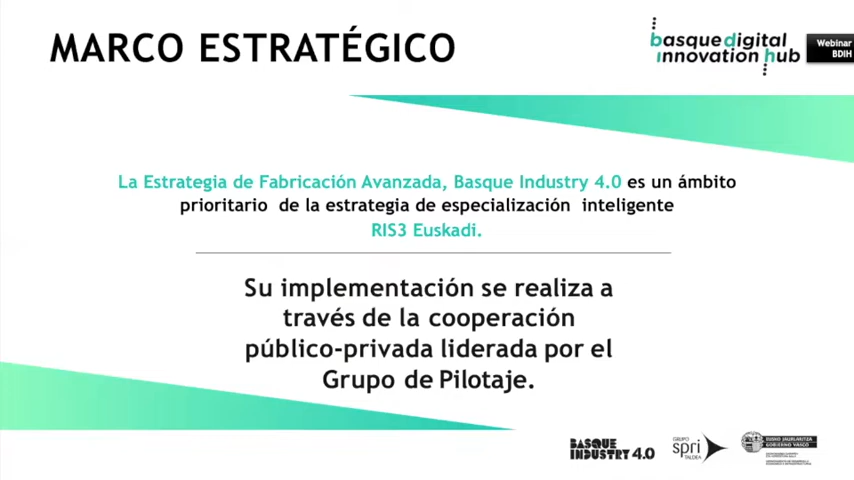 MARCO ESTRATÉGICO
basque digital
innovation hub
Webinar
BDIH
La Estrategia de Fabricación Avanzada, Basque Industry 4.0 es un ámbito
prioritario de la estrategia de especialización inteligente
RIS3 Euskadi.
Su implementación se realiza a
través de la cooperación
público-privada liderada por el
Grupo de Pilotaje.
BASQUE
INDUSTRY 4.0
GRUPO
spri
TALDEA
EUSKO JAURLARITZA
GOBIERNO VASCO